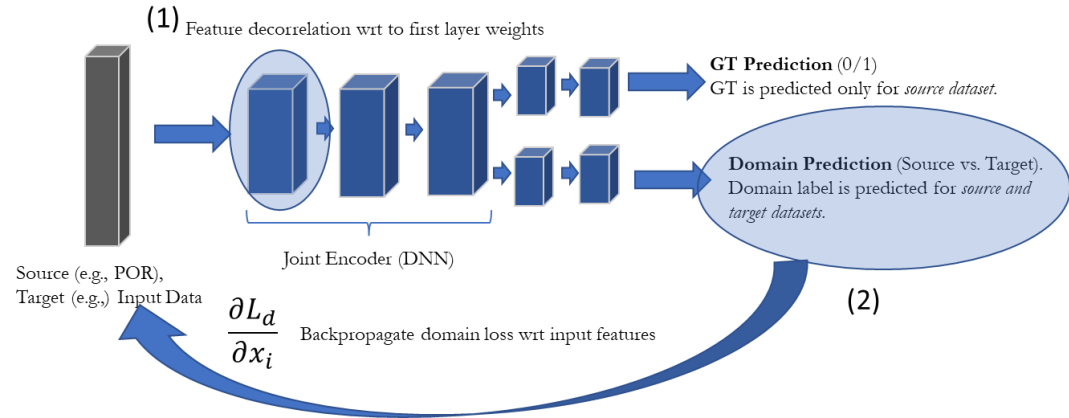 (1)
Feature decorrelation wrt to first layer weights
GT Prediction (0/1)
GT is predicted only for source dataset.
Domain Prediction (Source vs. Target).
Domain label is predicted for source and
target datasets.
Joint Encoder (DNN)
Source (e.g., POR),
Target (e.g.,) Input Data
(2)
∂L_d
∂x_i
Backpropagate domain loss wrt input features